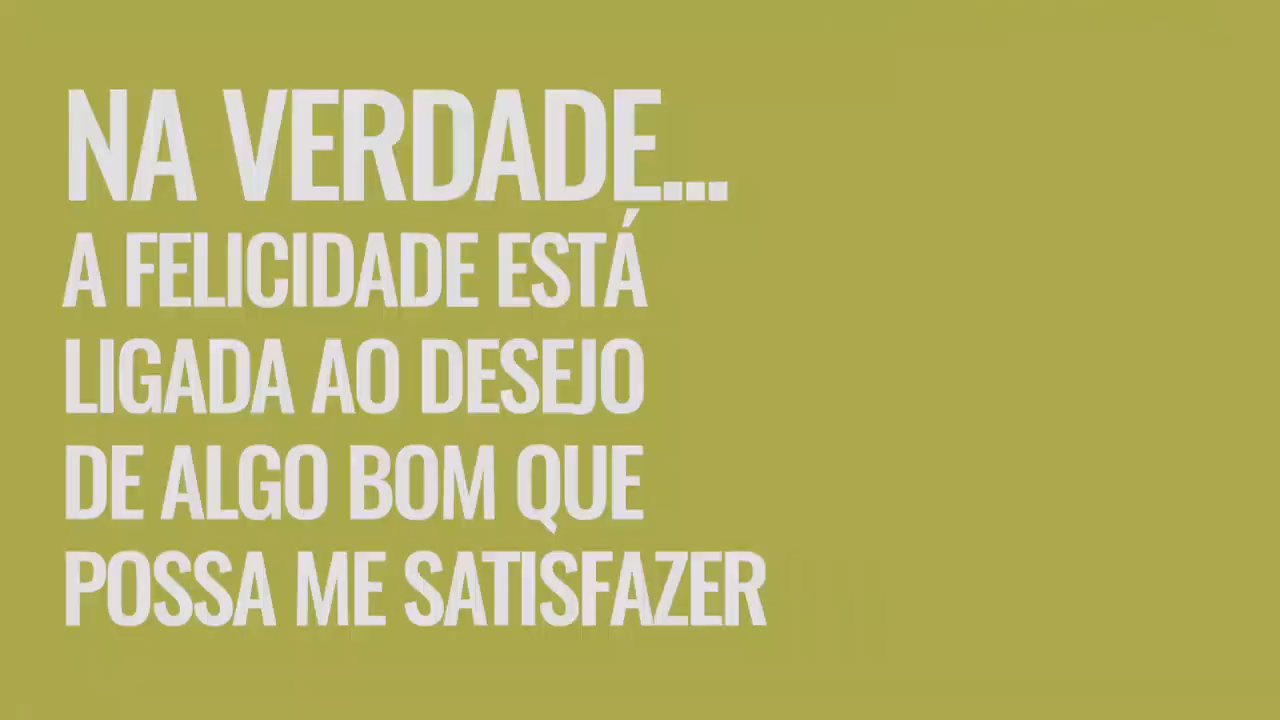 NA VERDADE...
A FELICIDADE ESTÁ
LIGADA AO DESEJO
DE ALGO BOM QUE
POSSA ME SATISFAZER